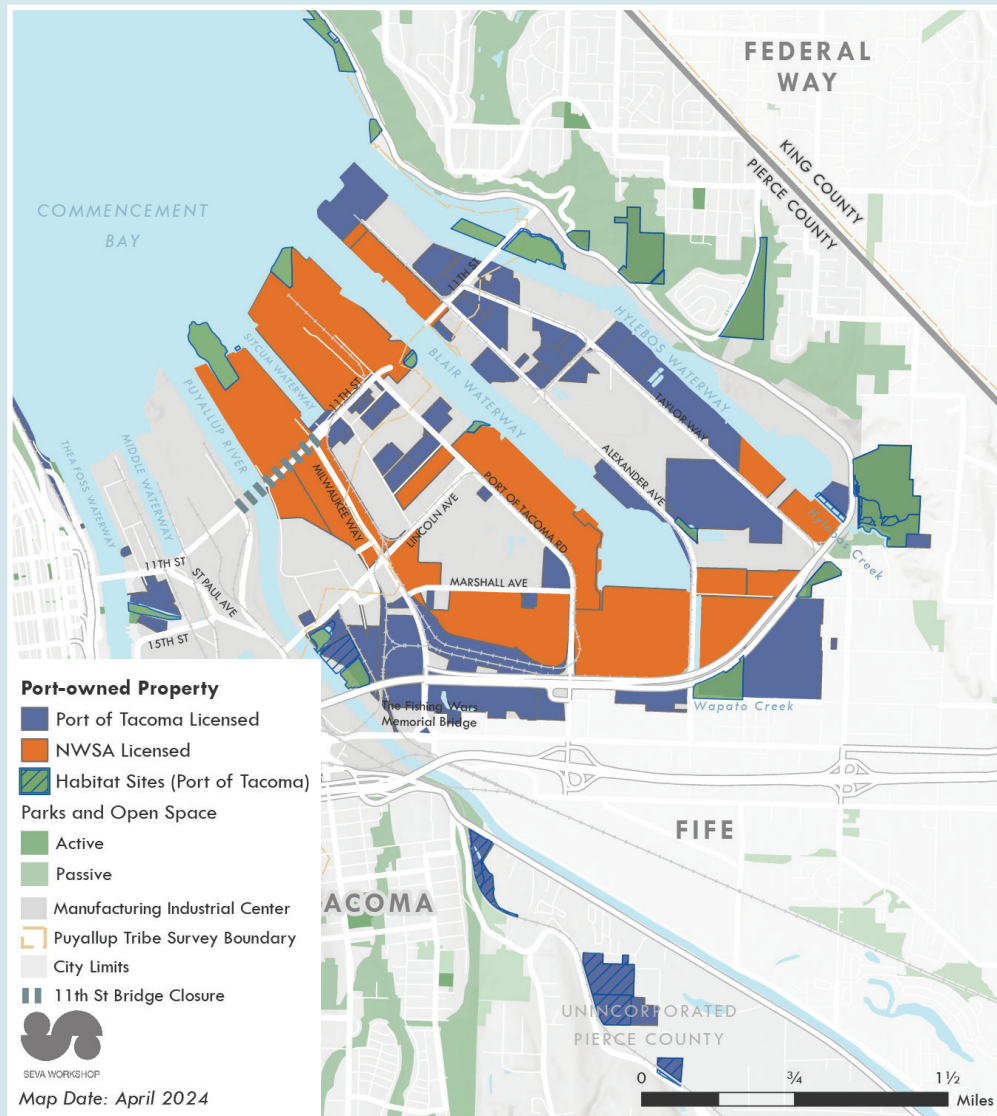 FEDERAL
WAY
KING COUNTY
PIERCE COUNTY
COMMENCEMENT
BAY
11TH ST
HYLEBOS WATERWAY
SITCUM WATERWAY
BLAIR WATERWAY
PUYALLUP RIVER
11TH ST
TAYLOR WAY
THEA FOSS WATERWAY
MIDDLE WATERWAY
MILWAUKEE WAY
LINCOLN AVE
PORT OF TACOMA RD
ALEXANDER AVE
Hylebos Creek
11TH ST
ST PAUL AVE
MARSHALL AVE
15TH ST
The Fishing Wars
Memorial Bridge
Wapato Creek
FIFE
ACOMA
UNINCORPORATED
PIERCE COUNTY
Port-owned Property
Port of Tacoma Licensed
NWSA Licensed
Habitat Sites (Port of Tacoma)
Parks and Open Space
Active
Passive
Manufacturing Industrial Center
Puyallup Tribe Survey Boundary
City Limits
11th St Bridge Closure
SEVA WORKSHOP
Map Date: April 2024
0 ¾ 1 ½
Miles